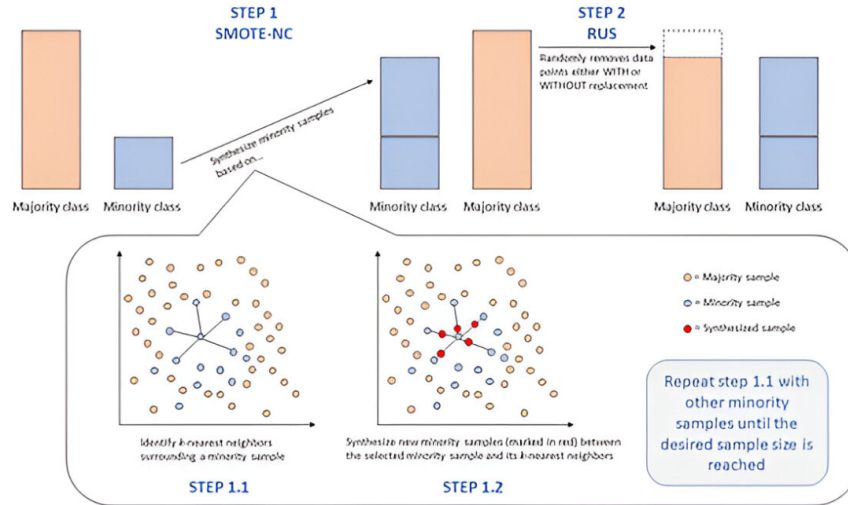 STEP 1
SMOTE-NC
STEP 2
RUS
Randomly removes data
points either WITH or
WITHOUT replacement
Synthesize minority samples
based on...
Majority class
Minority class
Minority class
Majority class
Majority class
Minority class
= Majority sample
= Minority sample
= Synthesized sample
Repeat step 1.1 with
other minority
samples until the
desired sample size is
reached
Identify k-nearest neighbors
surrounding a minority sample
Synthesize new minority samples (marked in red) between
the selected minority sample and its k-nearest neighbors
STEP 1.1
STEP 1.2